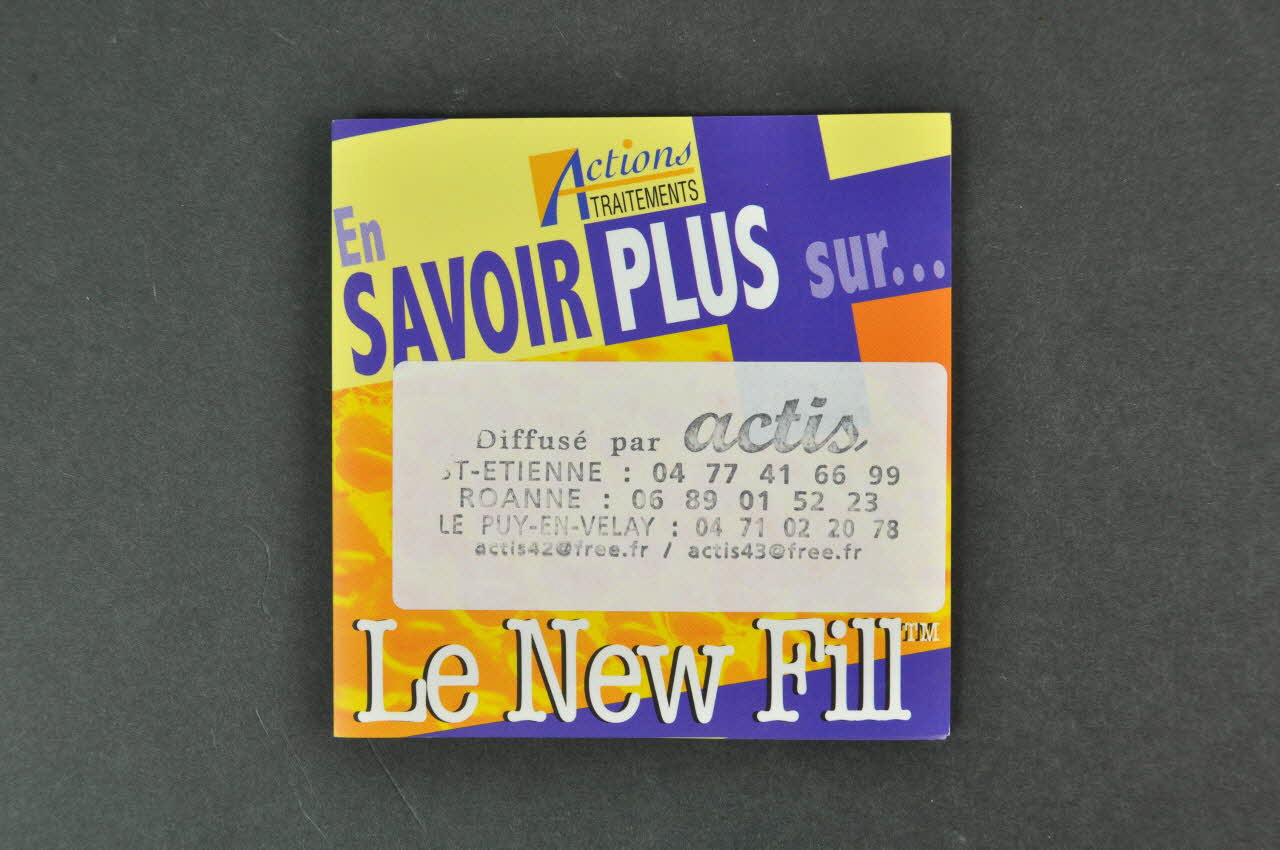 Actions
TRAITEMENTS
En
SAVOIR PLUS sur...
Diffusé par actis
ST-ETIENNE : 04 77 41 66 99
ROANNE : 06 89 01 52 23
LE PUY-EN-VELAY : 04 71 02 20 78
actis42@free.fr / actis43@free.fr
Le New Fill™